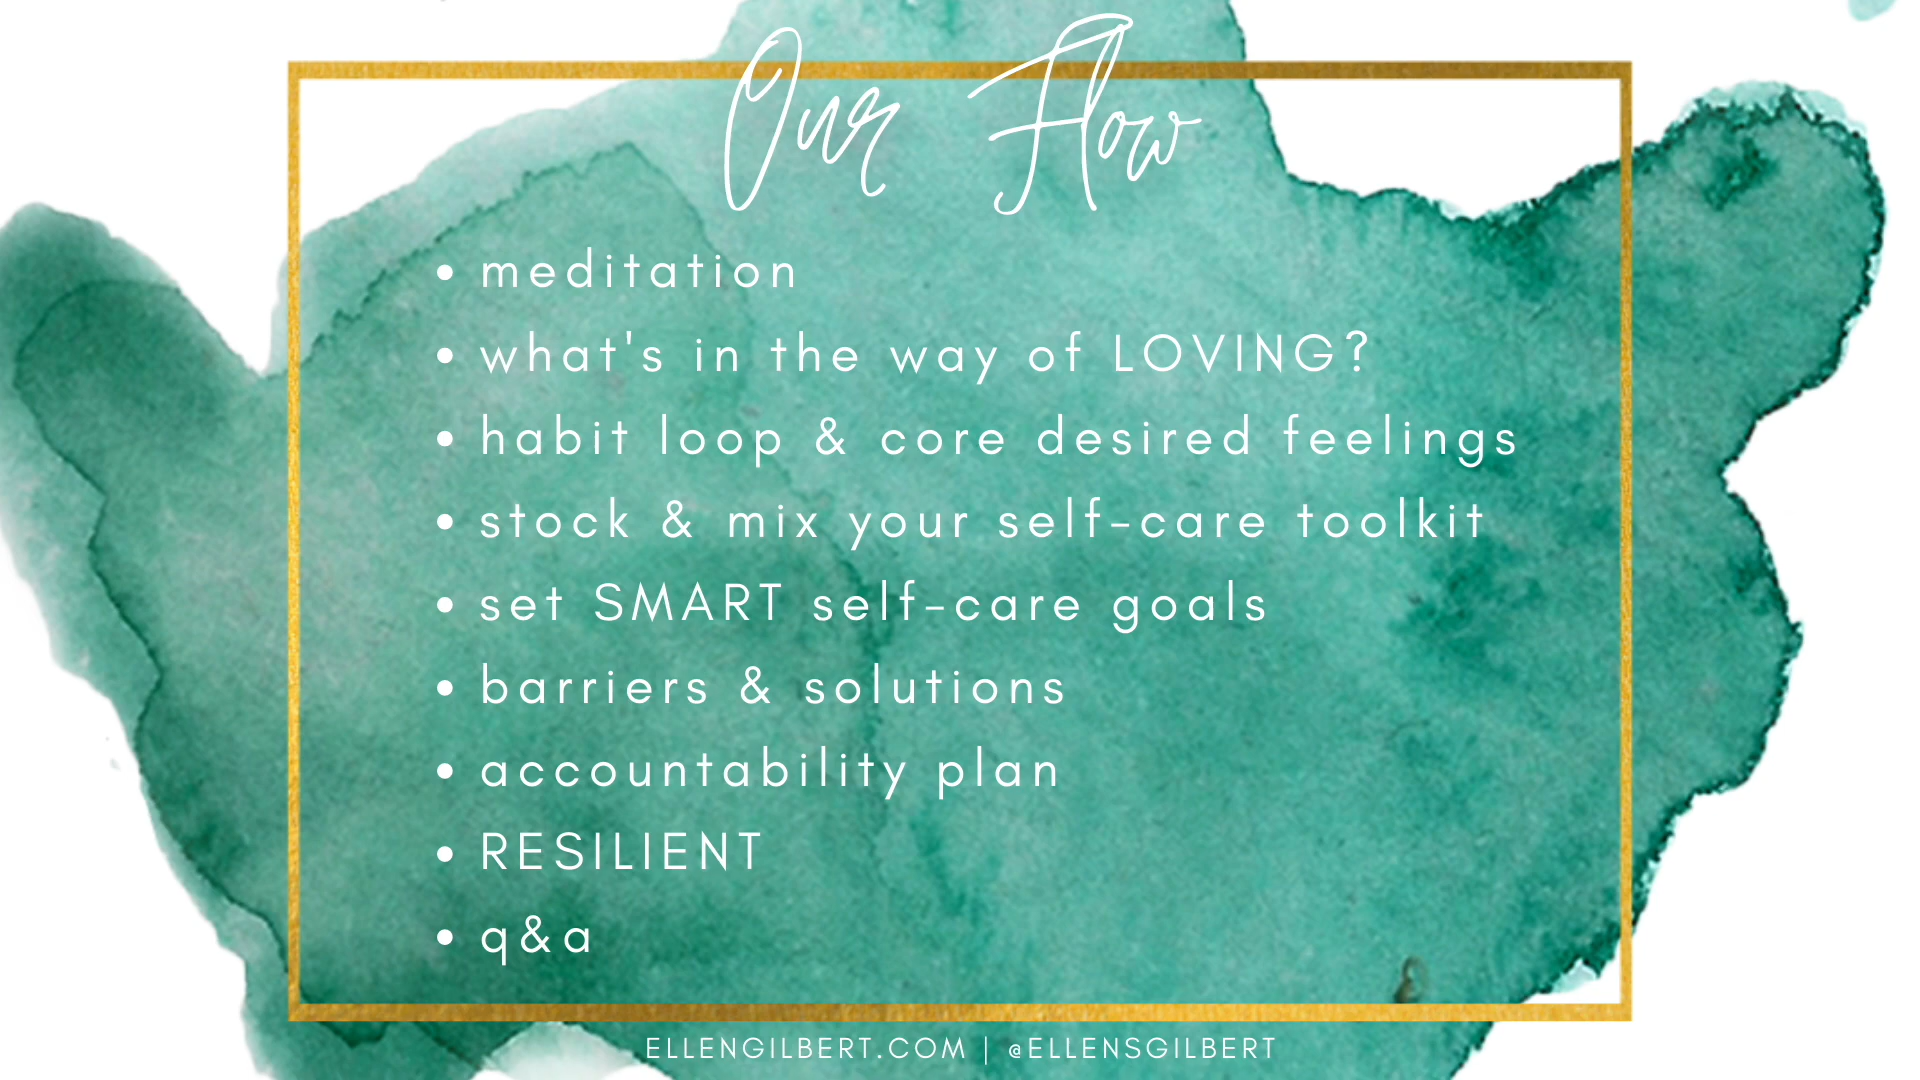 Our Flow
• meditation
• what's in the way of LOVING?
• habit loop & core desired feelings
• stock & mix your self-care toolkit
• set SMART self-care goals
• barriers & solutions
• accountability plan
• RESILIENT
• q&a
ELLENGILBERT.COM | @ELLENSGILBERT